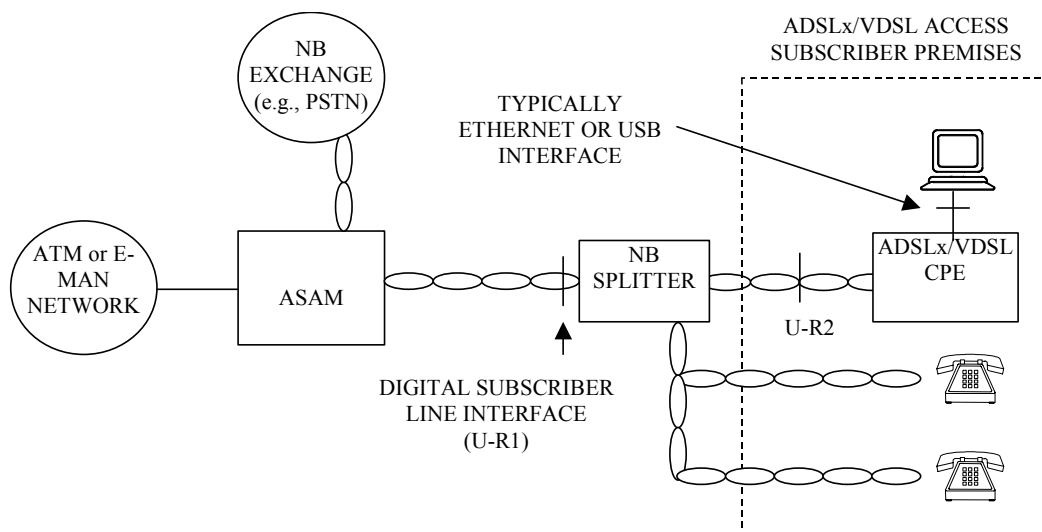 ADSLx/VDSL ACCESS
SUBSCRIBER PREMISES
NB
EXCHANGE
(e.g., PSTN)
TYPICALLY
ETHERNET OR USB
INTERFACE
ATM or E-
MAN
NETWORK
ASAM
NB
SPLITTER
ADSLx/VDSL
CPE
U-R2
DIGITAL SUBSCRIBER
LINE INTERFACE
(U-R1)